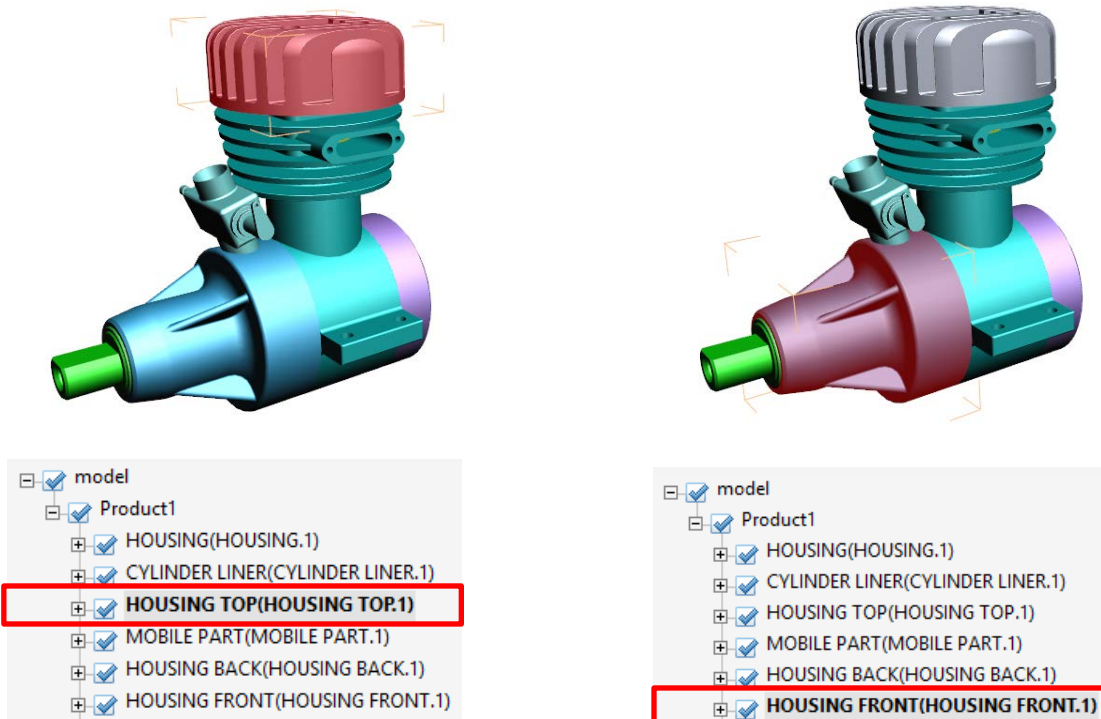 model
Product1
HOUSING(HOUSING.1)
CYLINDER LINER(CYLINDER LINER.1)
HOUSING TOP(HOUSING TOP.1)
MOBILE PART(MOBILE PART.1)
HOUSING BACK(HOUSING BACK.1)
HOUSING FRONT(HOUSING FRONT.1)
model
Product1
HOUSING(HOUSING.1)
CYLINDER LINER(CYLINDER LINER.1)
HOUSING TOP(HOUSING TOP.1)
MOBILE PART(MOBILE PART.1)
HOUSING BACK(HOUSING BACK.1)
HOUSING FRONT(HOUSING FRONT.1)